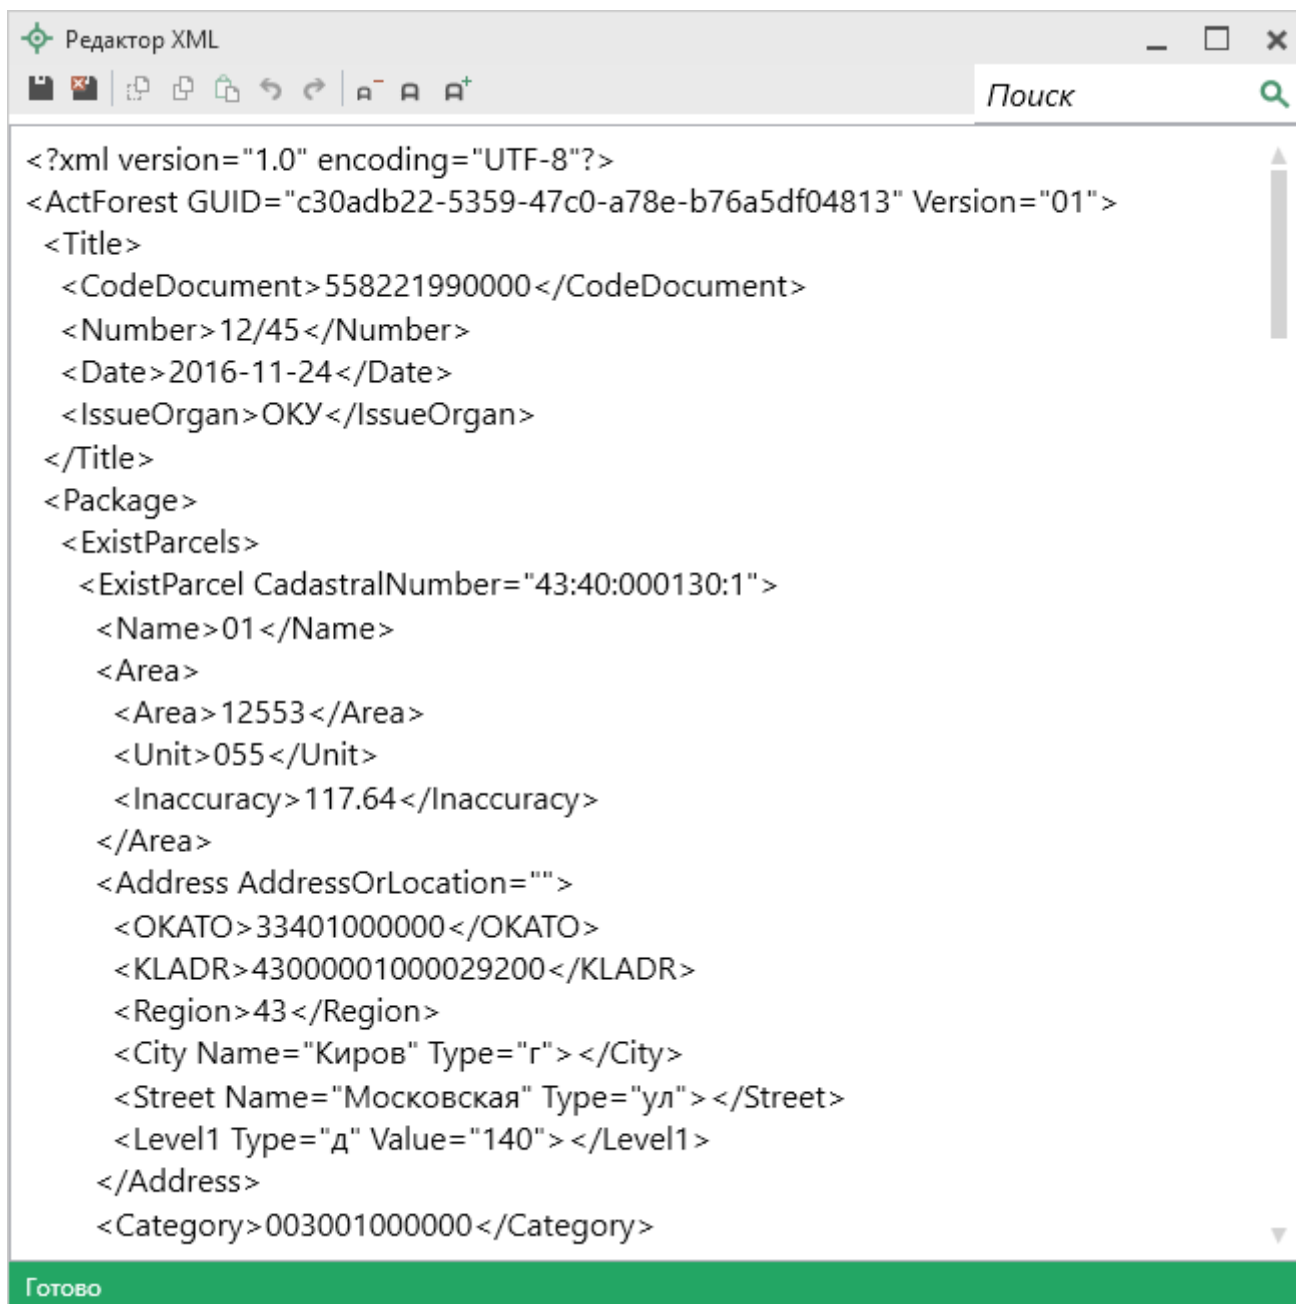 Редактор XML
Поиск
<?xml version="1.0" encoding="UTF-8"?>
<ActForest GUID="c30adb22-5359-47c0-a78e-b76a5df04813" Version="01">
<Title>
<CodeDocument>558221990000</CodeDocument>
<Number>12/45</Number>
<Date>2016-11-24</Date>
<IssueOrgan>ОКУ</IssueOrgan>
</Title>
<Package>
<ExistParcels>
<ExistParcel CadastralNumber="43:40:000130:1">
<Name>01</Name>
<Area>
<Area>12553</Area>
<Unit>055</Unit>
<Inaccuracy>117.64</Inaccuracy>
</Area>
<Address AddressOrLocation="">
<OKATO>33401000000</OKATO>
<KLADR>43000001000029200</KLADR>
<Region>43</Region>
<City Name="Киров" Type="г"></City>
<Street Name="Московская" Type="ул"></Street>
<Level1 Type="д" Value="140"></Level1>
</Address>
<Category>003001000000</Category>
Готово